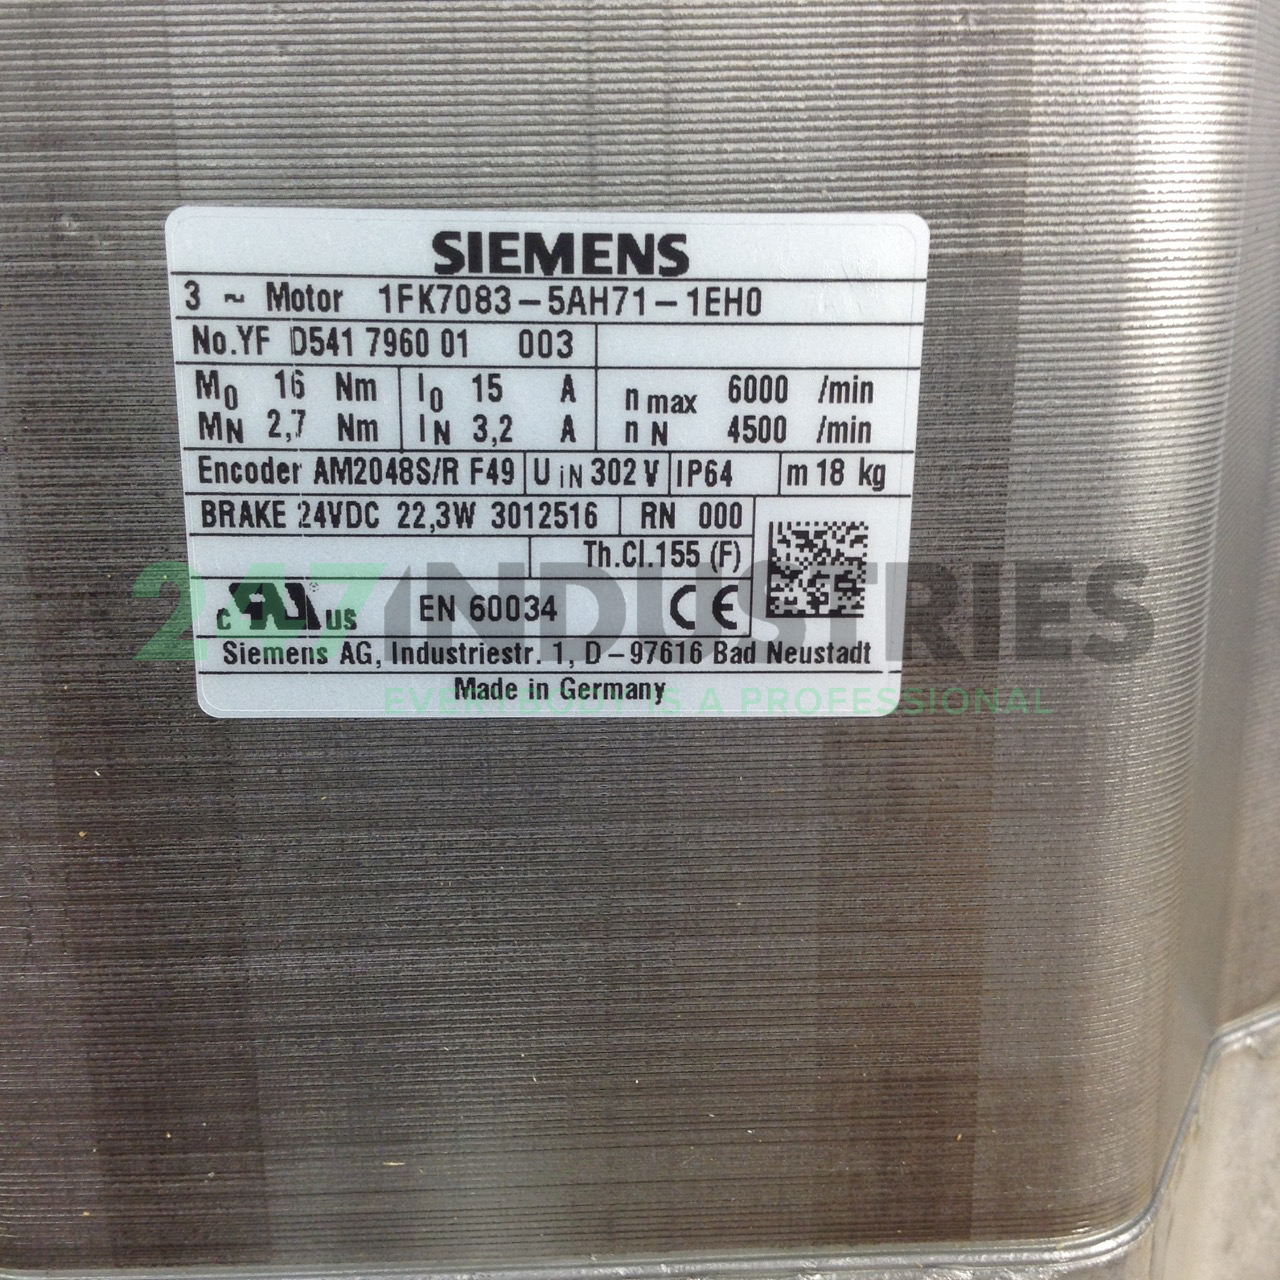 SIEMENS
3 ~ Motor 1FK7083-5AH71-1EH0
No.YF D541 7960 01 003
M0 16 Nm I0 15 A n max 6000 /min
MN 2,7 Nm IN 3,2 A n N 4500 /min
Encoder AM2048S/R F49 U iN 302 V IP64 m 18 kg
BRAKE 24VDC 22,3W 3012516 RN 000
Th.Cl.155 (F)
c RU US EN 60034 CE
Siemens AG, Industriestr. 1, D-97616 Bad Neustadt
Made in Germany
247INDUSTRIES
EVERYBODY IS A PROFESSIONAL